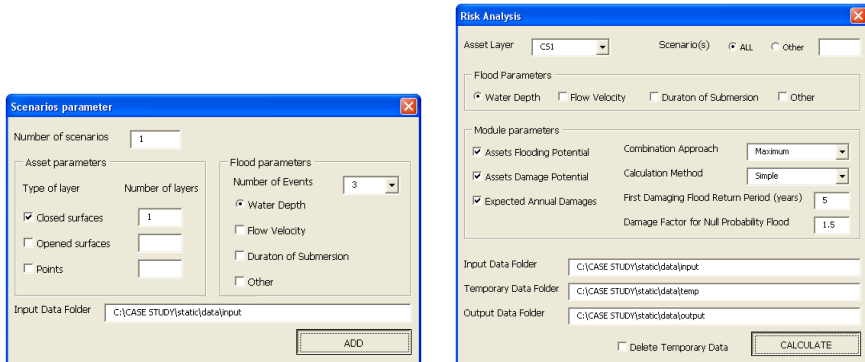 Scenarios parameter
Number of scenarios 1
Asset parameters
Type of layer Number of layers
Closed surfaces 1
Opened surfaces
Points
Flood parameters
Number of Events 3
Water Depth
Flow Velocity
Duraton of Submersion
Other
Input Data Folder C:\CASE STUDY\static\data\input
ADD
Risk Analysis
Asset Layer CS1 Scenario(s) ALL Other
Flood Parameters
Water Depth Flow Velocity Duraton of Submersion Other
Module parameters
Assets Flooding Potential Combination Approach Maximum
Assets Damage Potential Calculation Method Simple
Expected Annual Damages First Damaging Flood Return Period (years) 5
Damage Factor for Null Probability Flood 1.5
Input Data Folder C:\CASE STUDY\static\data\input
Temporary Data Folder C:\CASE STUDY\static\data\temp
Output Data Folder C:\CASE STUDY\static\data\output
Delete Temporary Data CALCULATE